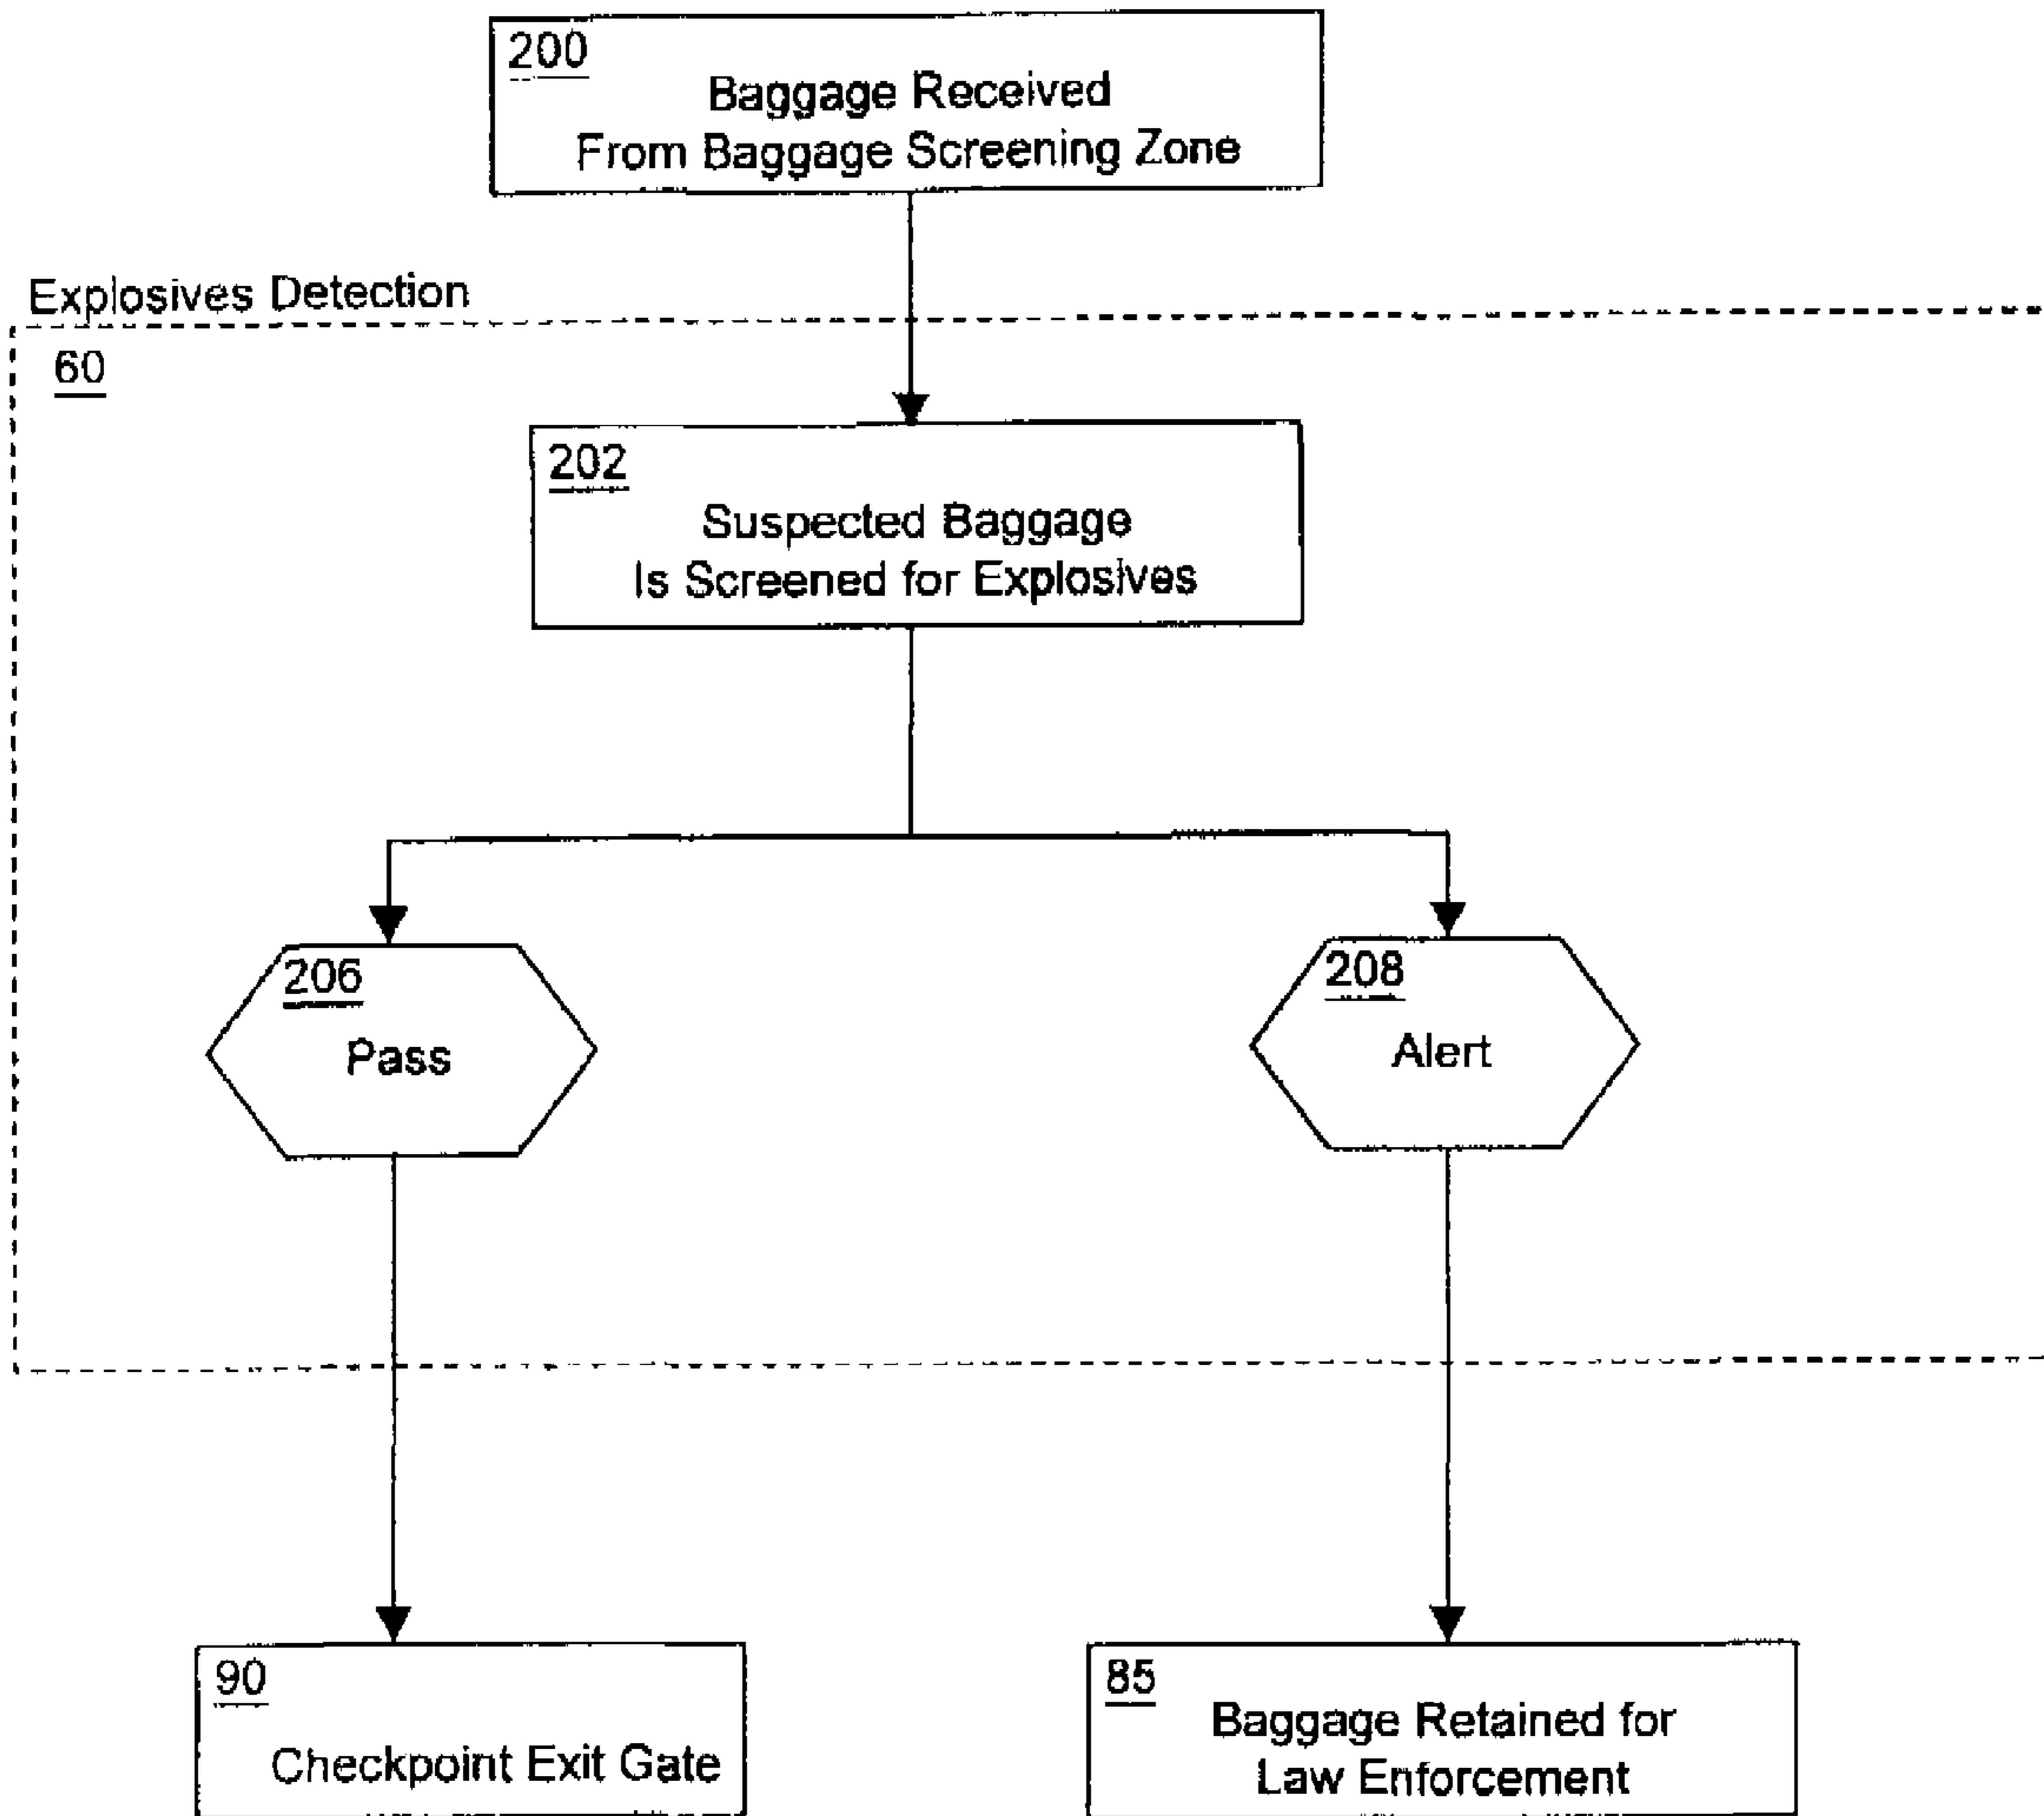 200
Baggage Received
From Baggage Screening Zone
Explosives Detection
60
202
Suspected Baggage
Is Screened for Explosives
206
Pass
208
Alert
90
Checkpoint Exit Gate
85
Baggage Retained for
Law Enforcement